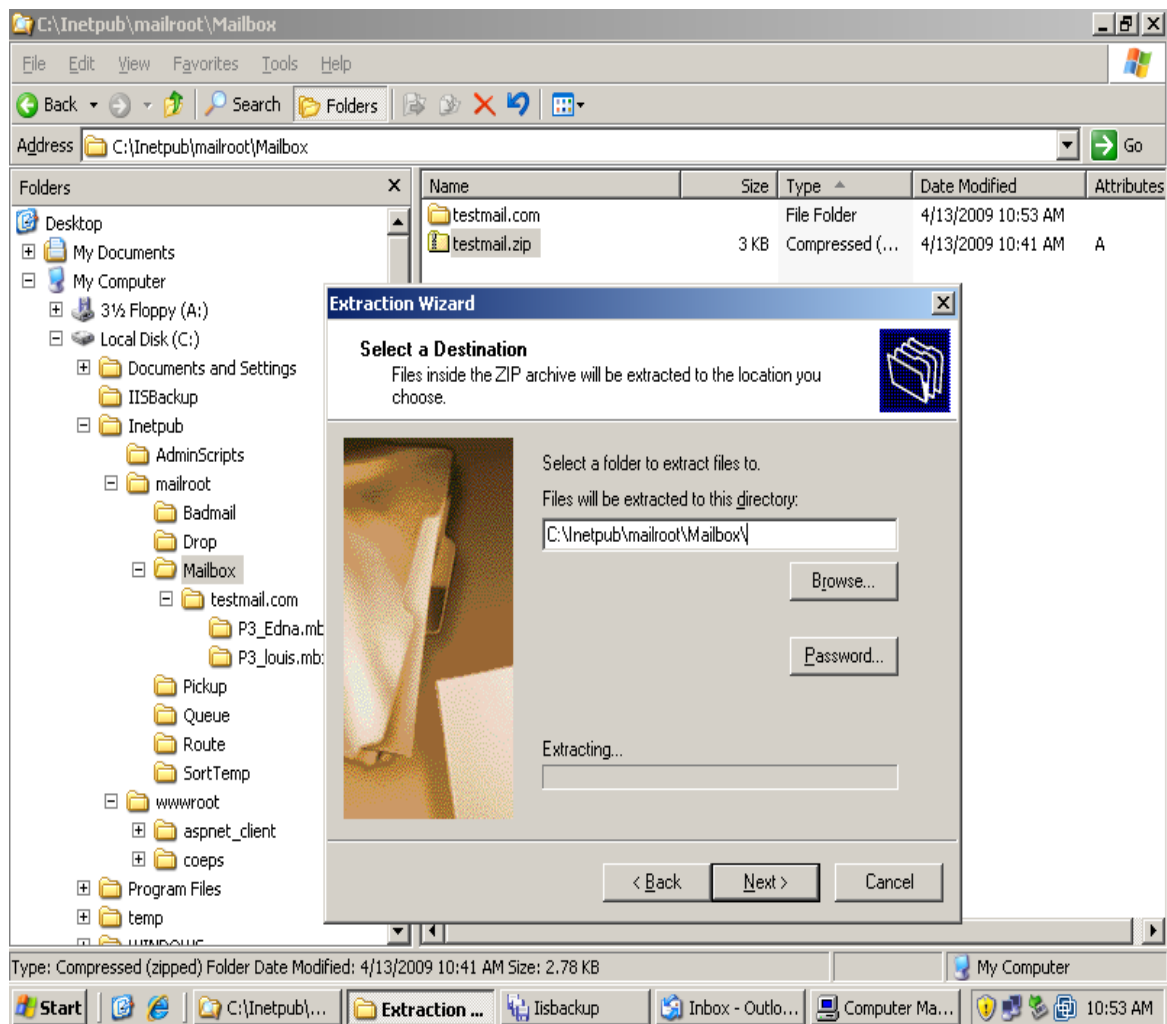 C:\Inetpub\mailroot\Mailbox
File Edit View Favorites Tools Help
Back Search Folders
Address C:\Inetpub\mailroot\Mailbox Go
Folders
Name Size Type Date Modified Attributes
testmail.com File Folder 4/13/2009 10:53 AM
testmail.zip 3 KB Compressed (... 4/13/2009 10:41 AM A
Desktop
My Documents
My Computer
3½ Floppy (A:)
Local Disk (C:)
Documents and Settings
IISBackup
Inetpub
AdminScripts
mailroot
Badmail
Drop
Mailbox
testmail.com
P3_Edna.mb
P3_louis.mb
Pickup
Queue
Route
SortTemp
wwwroot
aspnet_client
coeps
Program Files
temp
WINDOWS
Extraction Wizard
Select a Destination
Files inside the ZIP archive will be extracted to the location you
choose.
Select a folder to extract files to.
Files will be extracted to this directory:
C:\Inetpub\mailroot\Mailbox\
Browse...
Password...
Extracting...
< Back Next > Cancel
Type: Compressed (zipped) Folder Date Modified: 4/13/2009 10:41 AM Size: 2.78 KB My Computer
Start C:\Inetpub\... Extraction ... Iisbackup Inbox - Outlo... Computer Ma... 10:53 AM